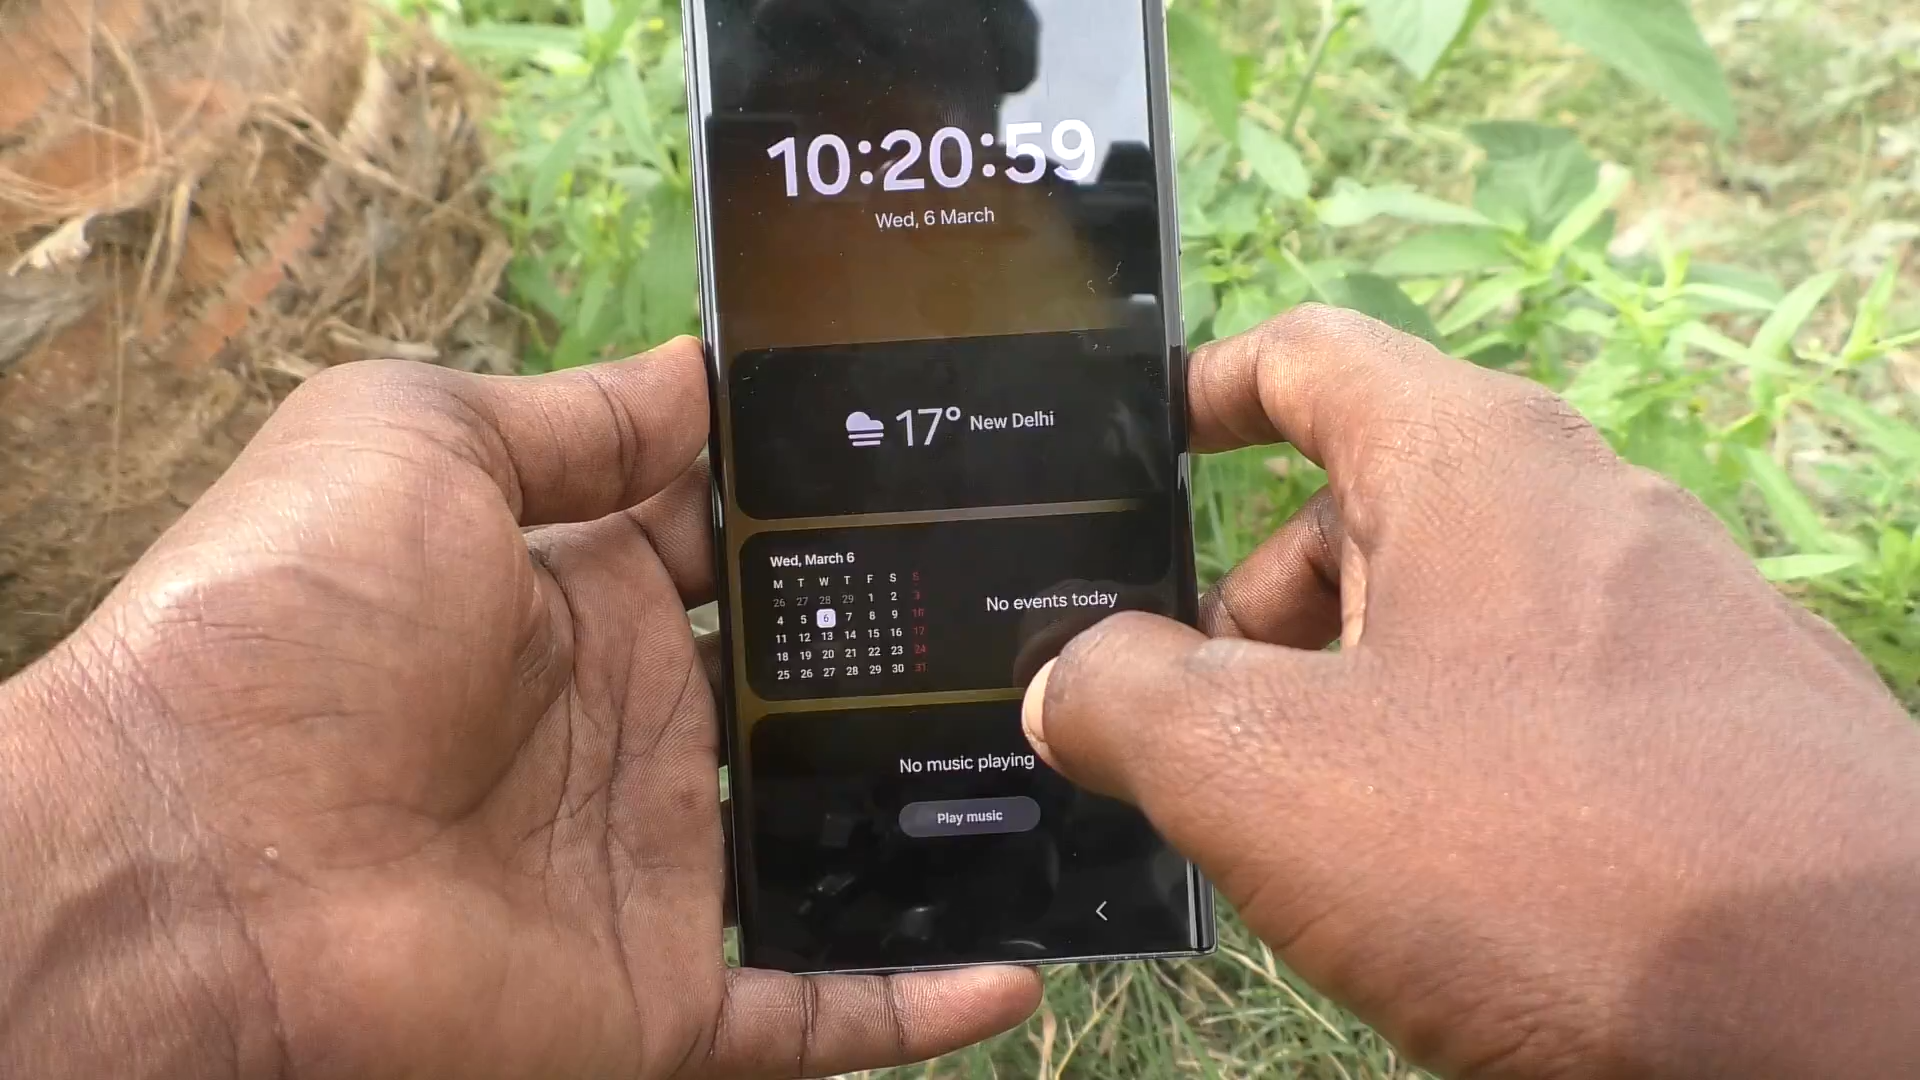 10:20:59
Wed, 6 March
17° New Delhi
Wed, March 6
M T W T F S S
26 27 28 29 1 2 3
4 5 6 7 8 9 10
11 12 13 14 15 16 17
18 19 20 21 22 23 24
25 26 27 28 29 30 31
No events today
No music playing
Play music